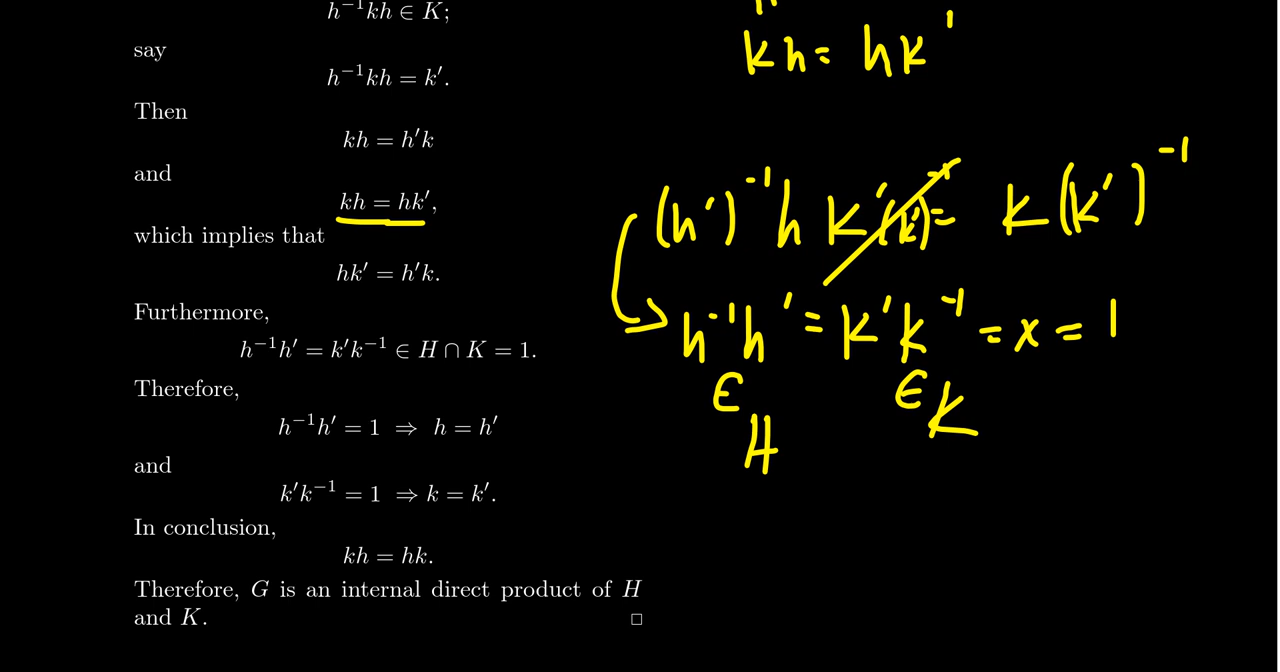 h⁻¹kh ∈ K;
say
h⁻¹kh = k′.
Then
kh = h′k
and
kh = hk′,
which implies that
hk′ = h′k.
Furthermore,
h⁻¹h′ = k′k⁻¹ ∈ H ∩ K = 1.
Therefore,
h⁻¹h′ = 1 ⇒ h = h′
and
k′k⁻¹ = 1 ⇒ k = k′.
In conclusion,
kh = hk.
Therefore, G is an internal direct product of H
and K. □
kh = hk′
(h′)⁻¹h k′(k′)⁻¹ = k(k′)⁻¹
h⁻¹h′ = k′k⁻¹ = x = 1
∈ ∈
H K